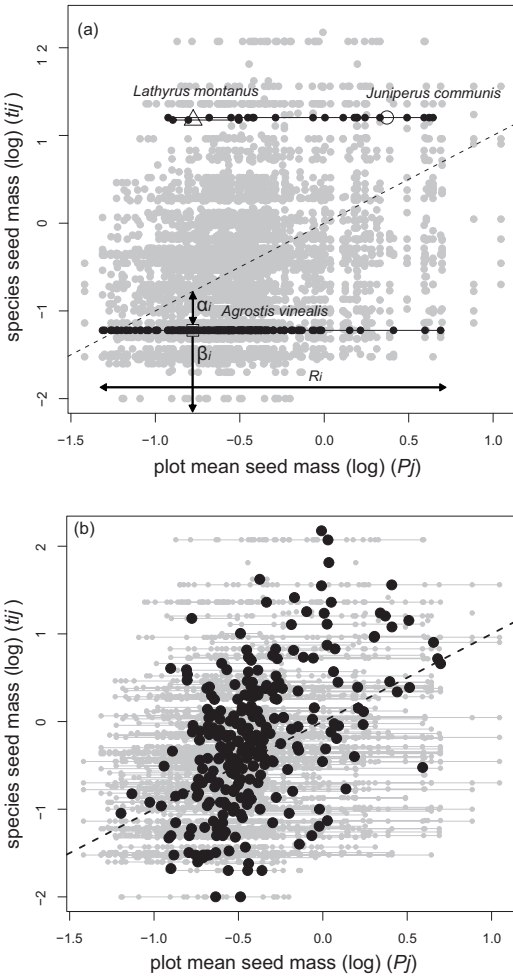 (a)
1 2
1
0
−1
−2
species seed mass (log) (tij)
Lathyrus montanus
Juniperus communis
αi
Agrostis vinealis
βi
Ri
−1.5 −1.0 −0.5 0.0 0.5 1.0
plot mean seed mass (log) (Pj)
(b)
2
1
0
−1
−2
species seed mass (log) (tij)
−1.5 −1.0 −0.5 0.0 0.5 1.0
plot mean seed mass (log) (Pj)